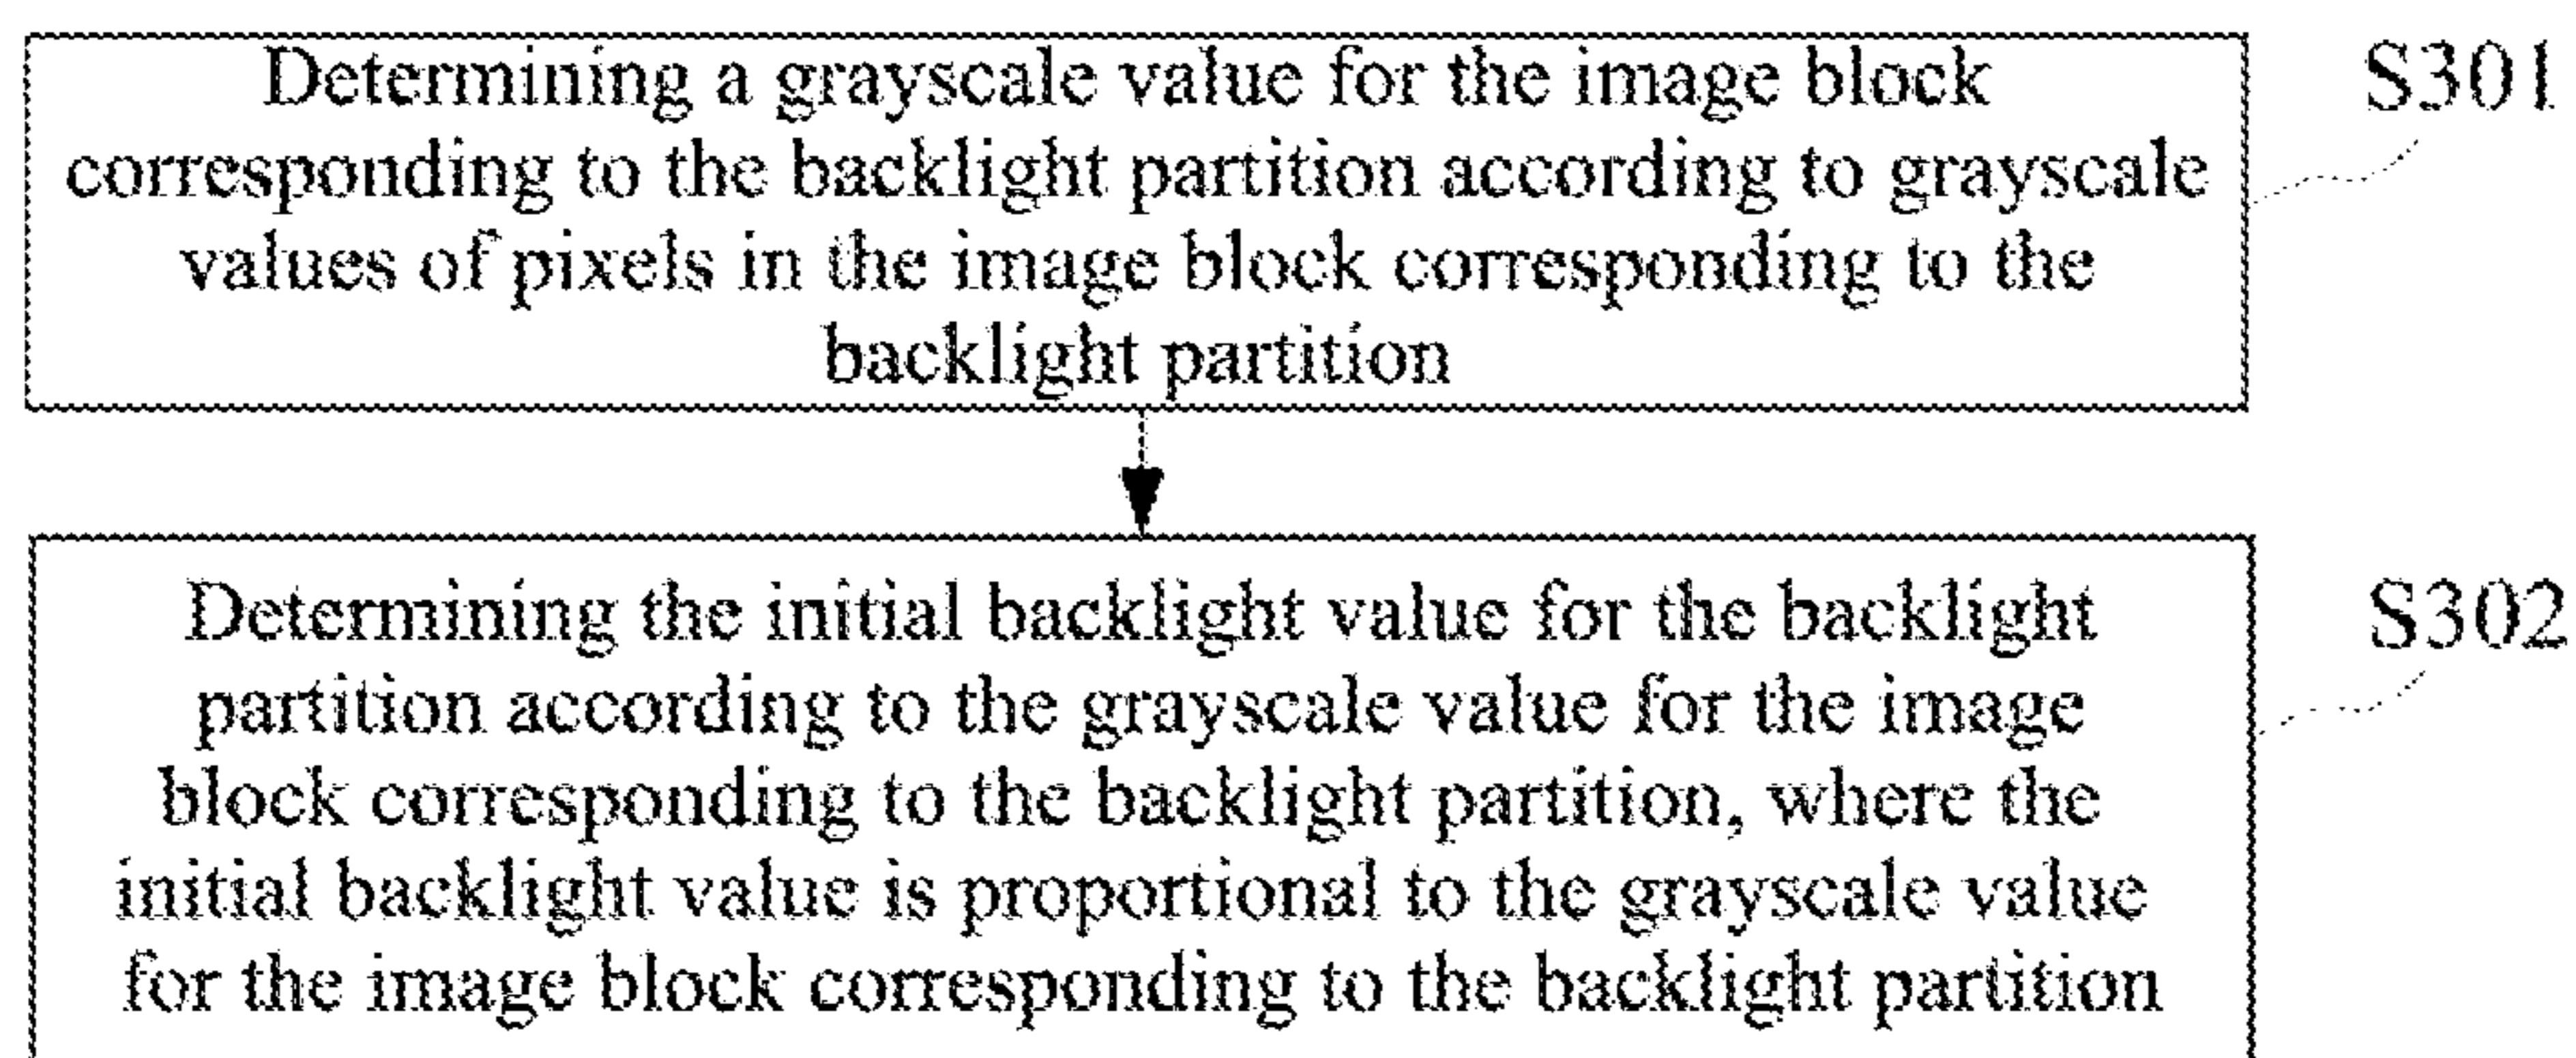 Determining a grayscale value for the image block
corresponding to the backlight partition according to grayscale
values of pixels in the image block corresponding to the
backlight partition
S301
Determining the initial backlight value for the backlight
partition according to the grayscale value for the image
block corresponding to the backlight partition, where the
initial backlight value is proportional to the grayscale value
for the image block corresponding to the backlight partition
S302